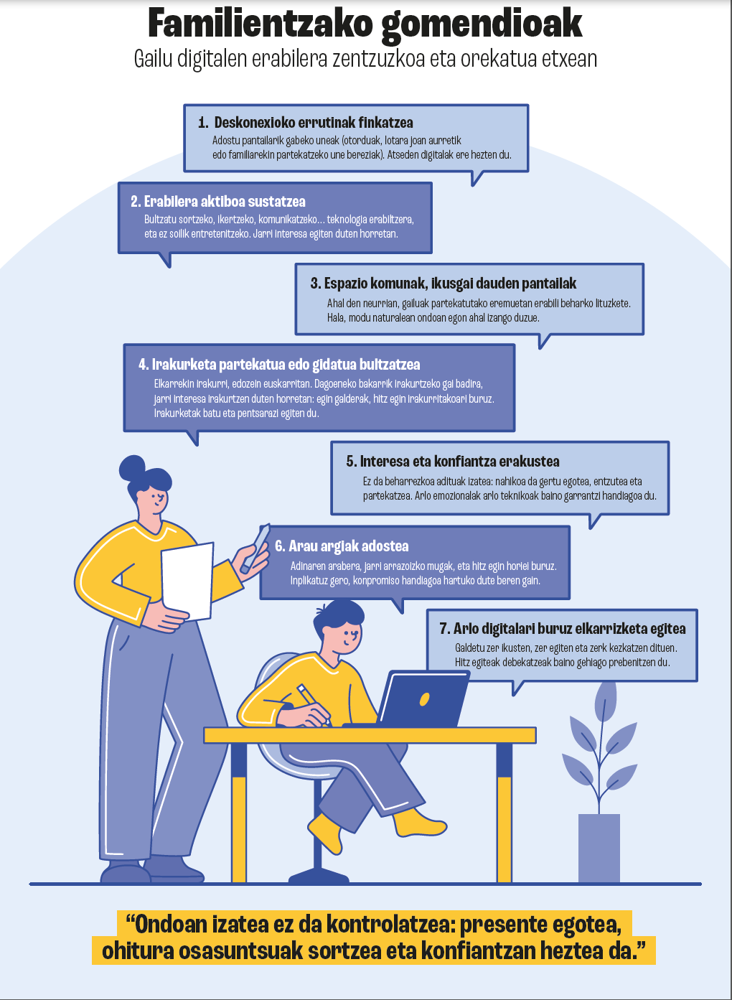 Familientzako gomendioak
Gailu digitalen erabilera zentzuzkoa eta orekatua etxean
1. Deskonexioko errutinak finkatzea
Adostu pantailarik gabeko uneak (otorduak, lotara joan aurretik
edo familiarekin partekatzeko une bereziak). Atseden digitalak ere hezten du.
2. Erabilera aktiboa sustatzea
Bultzatu sortzeko, ikertzeko, komunikatzeko... teknologia erabiltzera,
eta ez soilik entretenitzeko. Jarri interesa egiten duten horretan.
3. Espazio komunak, ikusgai dauden pantailak
Ahal den neurrian, gailuak partekatutako eremuetan erabili beharko lituzkete.
Hala, modu naturalean ondoan egon ahal izango duzue.
4. Irakurketa partekatua edo gidatua bultzatzea
Elkarrekin irakurri, edozein euskarritan. Dagoeneko bakarrik irakurtzeko gai badira,
jarri interesa irakurtzen duten horretan: egin galderak, hitz egin irakurritakoari buruz.
Irakurketak batu eta pentsarazi egiten du.
5. Interesa eta konfiantza erakustea
Ez da beharrezkoa adituak izatea: nahikoa da gertu egotea, entzutea eta
partekatzea. Arlo emozionalak arlo teknikoak baino garrantzi handiagoa du.
6. Arau argiak adostea
Adinaren arabera, jarri arrazoizko mugak, eta hitz egin horiei buruz.
Inplikatuz gero, konpromiso handiagoa hartuko dute beren gain.
7. Arlo digitalari buruz elkarrizketa egitea
Galdetu zer ikusten, zer egiten eta zerk kezkatzen dituen.
Hitz egiteak debekatzeak baino gehiago prebenitzen du.
“Ondoan izatea ez da kontrolatzea: presente egotea,
ohitura osasuntsuak sortzea eta konfiantzan heztea da.”